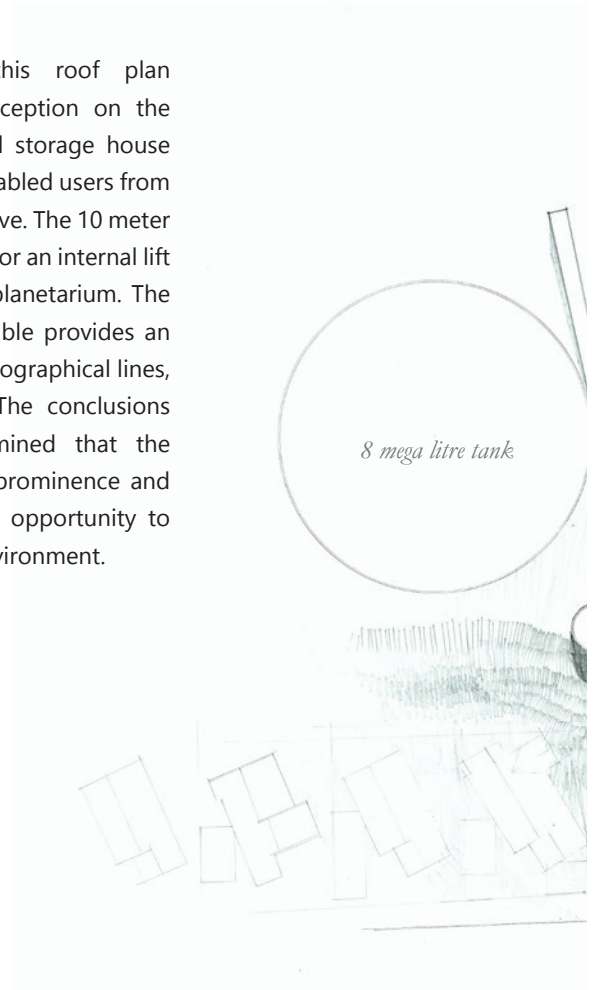 this roof plan
ception on the
storage house
abled users from
ve. The 10 meter
or an internal lift
planetarium. The
ble provides an
ographical lines,
The conclusions
mined that the
prominence and
opportunity to
vironment.
8 mega litre tank